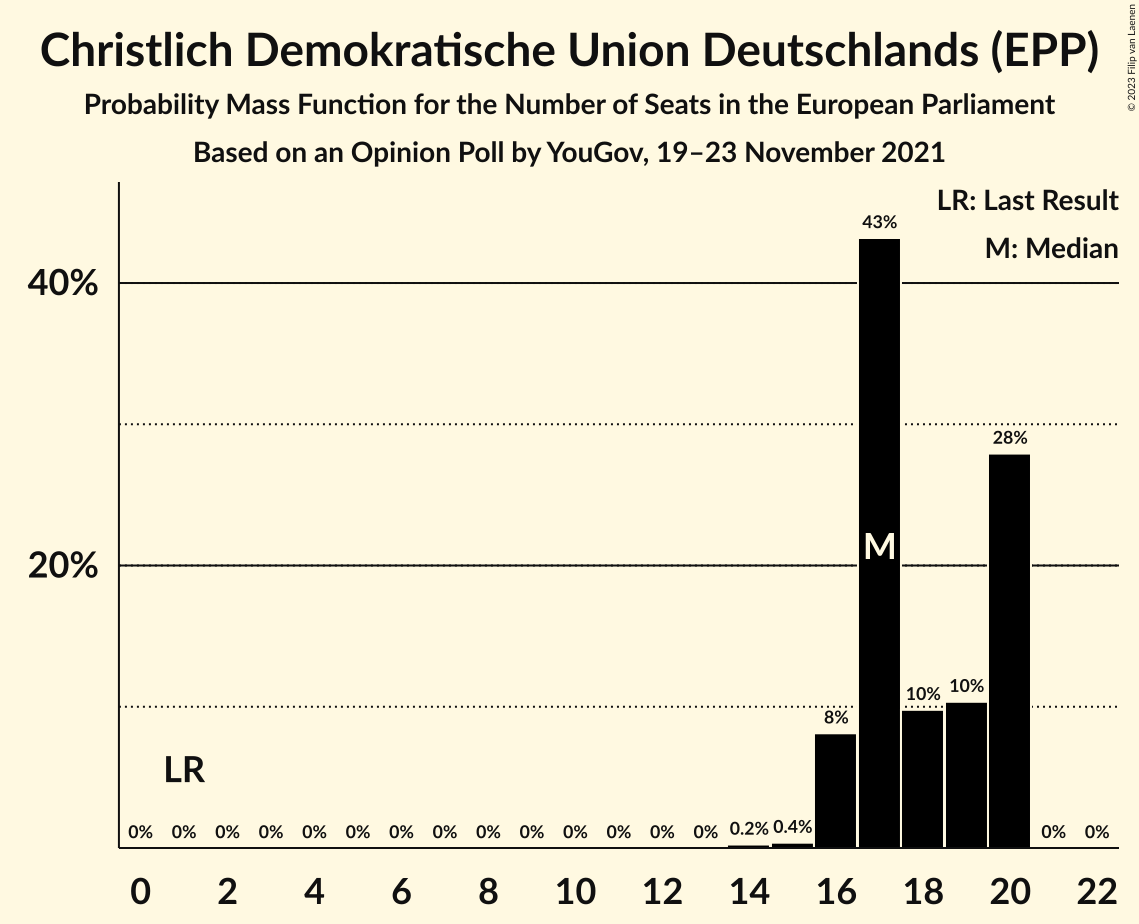 Christlich Demokratische Union Deutschlands (EPP)
Probability Mass Function for the Number of Seats in the European Parliament
Based on an Opinion Poll by YouGov, 19–23 November 2021
© 2023 Filip van Laenen
LR: Last Result
M: Median
43%
40%
28%
M
20%
10%
10%
8%
LR
0% 0% 0% 0% 0% 0% 0% 0% 0% 0% 0% 0% 0% 0% 0.2% 0.4% 0% 0%
0 2 4 6 8 10 12 14 16 18 20 22